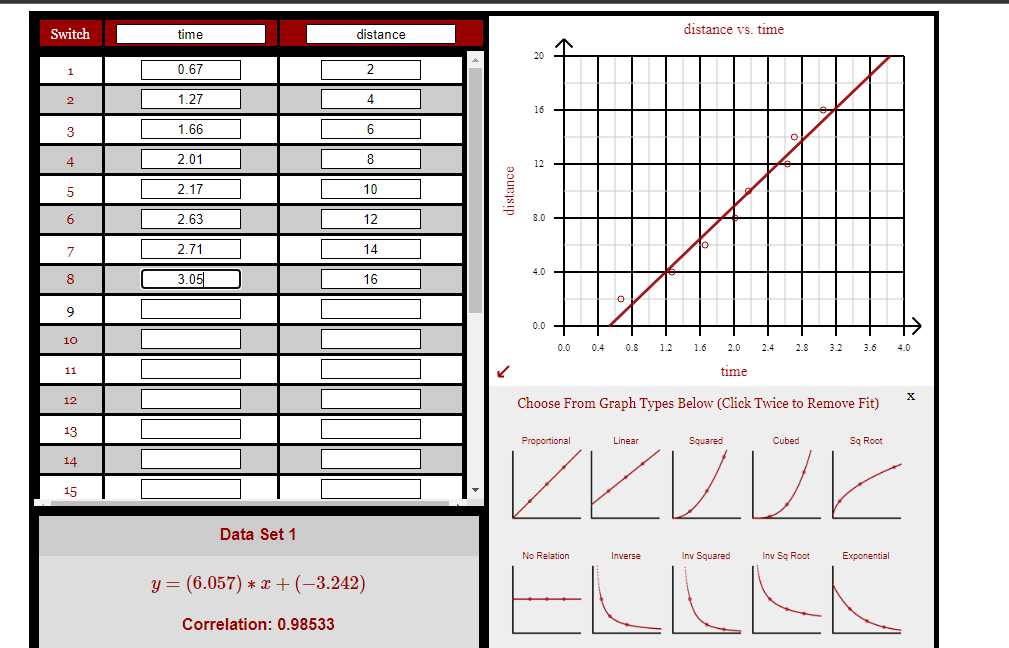 Switch time distance
1 0.67 2
2 1.27 4
3 1.66 6
4 2.01 8
5 2.17 10
6 2.63 12
7 2.71 14
8 3.05 16
9
10
11
12
13
14
15
Data Set 1
y = (6.057) * x + (−3.242)
Correlation: 0.98533
distance vs. time
20
16
12
8.0
4.0
0.0
distance
0.0 0.4 0.8 1.2 1.6 2.0 2.4 2.8 3.2 3.6 4.0
time
Choose From Graph Types Below (Click Twice to Remove Fit) x
Proportional Linear Squared Cubed Sq Root
No Relation Inverse Inv Squared Inv Sq Root Exponential